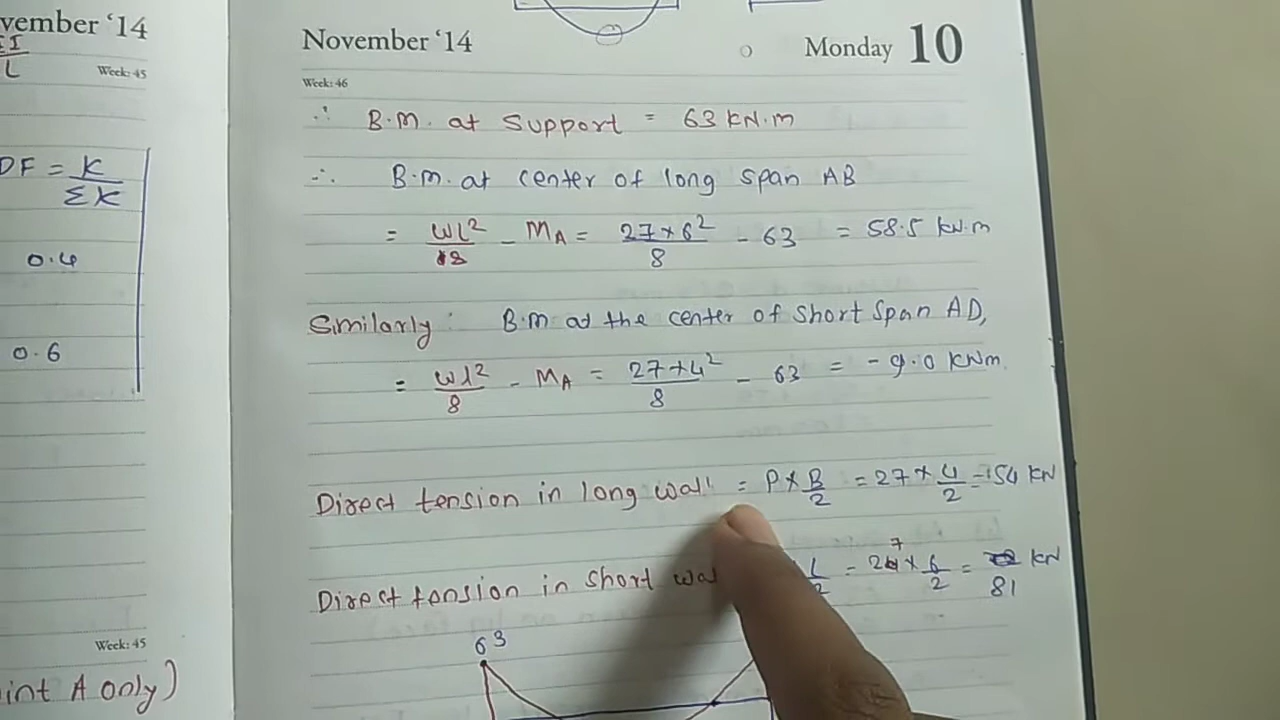 vember ‘14
I
L
Week: 45
DF = K
ΣK
0.4
0.6
Week: 45
int A only)
November ‘14
Monday 10
Week: 46
∴ B.M. at Support = 63 KN.m
∴ B.m. at center of long span AB
= wl²/8 - MA = 27×6²/8 - 63 = 58.5 kN.m
Similarly: B.M at the center of short span AD,
= wl²/8 - MA = 27×4²/8 - 63 = -9.0 KNm
Direct tension in long wall = P×B/2 = 27×4/2 = 54 KN
Direct tension in short wal L/2 = 27×6/2 = 81 KN
63